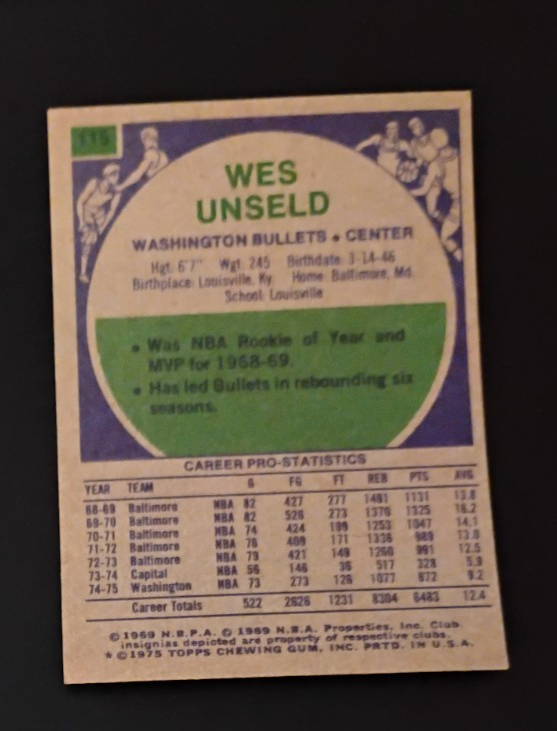 115
WES
UNSELD
WASHINGTON BULLETS • CENTER
Hgt: 6'7" Wgt: 245 Birthdate: 3-14-46
Birthplace: Louisville, Ky. Home: Baltimore, Md.
School: Louisville
• Was NBA Rookie of Year and
MVP for 1968-69.
• Has led Bullets in rebounding six
seasons.
CAREER PRO-STATISTICS
YEAR TEAM G FG FT REB PTS AVG
68-69 Baltimore NBA 82 427 277 1491 1131 13.8
69-70 Baltimore NBA 82 526 273 1370 1325 16.2
70-71 Baltimore NBA 74 424 199 1253 1047 14.1
71-72 Baltimore NBA 76 409 171 1336 989 13.0
72-73 Baltimore NBA 79 421 149 1260 991 12.5
73-74 Capital NBA 56 146 36 517 328 5.9
74-75 Washington NBA 73 273 126 1077 672 9.2
Career Totals 522 2626 1231 8304 6483 12.4
© 1969 N.B.P.A. © 1969 N.B.A. Properties, Inc. Club
insignias depicted are property of respective clubs.
* © 1975 TOPPS CHEWING GUM, INC. PRTD. IN U.S.A.